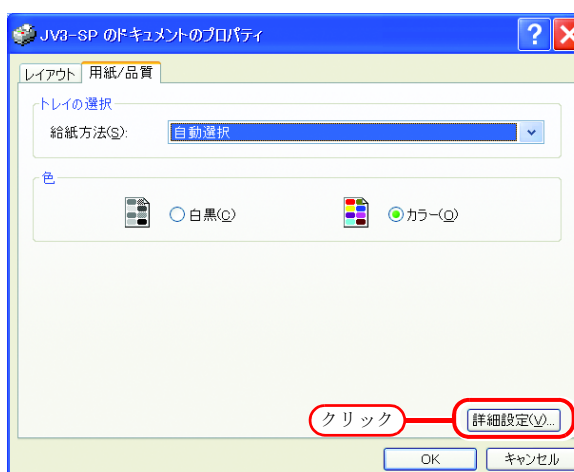 JV3-SP のドキュメントのプロパティ
レイアウト 用紙/品質
トレイの選択
給紙方法(S): 自動選択
色
白黒(C) カラー(O)
クリック 詳細設定(V)...
OK キャンセル